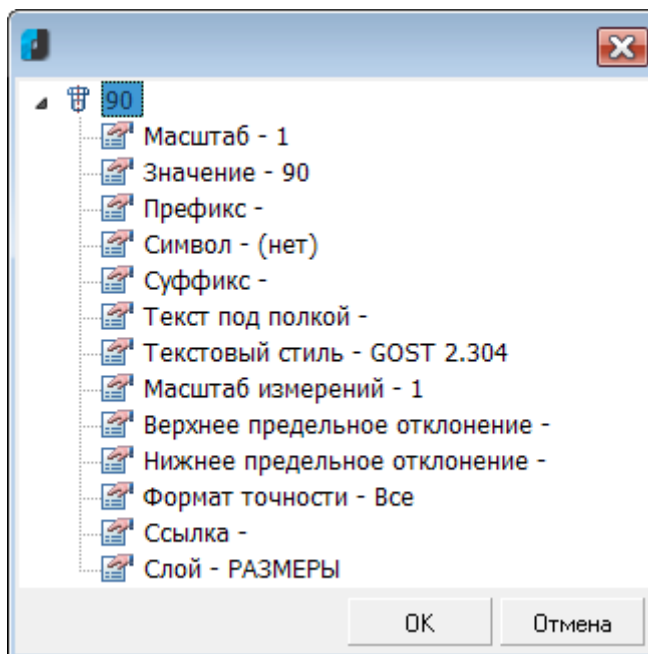 90
Масштаб - 1
Значение - 90
Префикс -
Символ - (нет)
Суффикс -
Текст под полкой -
Текстовый стиль - GOST 2.304
Масштаб измерений - 1
Верхнее предельное отклонение -
Нижнее предельное отклонение -
Формат точности - Все
Ссылка -
Слой - РАЗМЕРЫ
OK Отмена